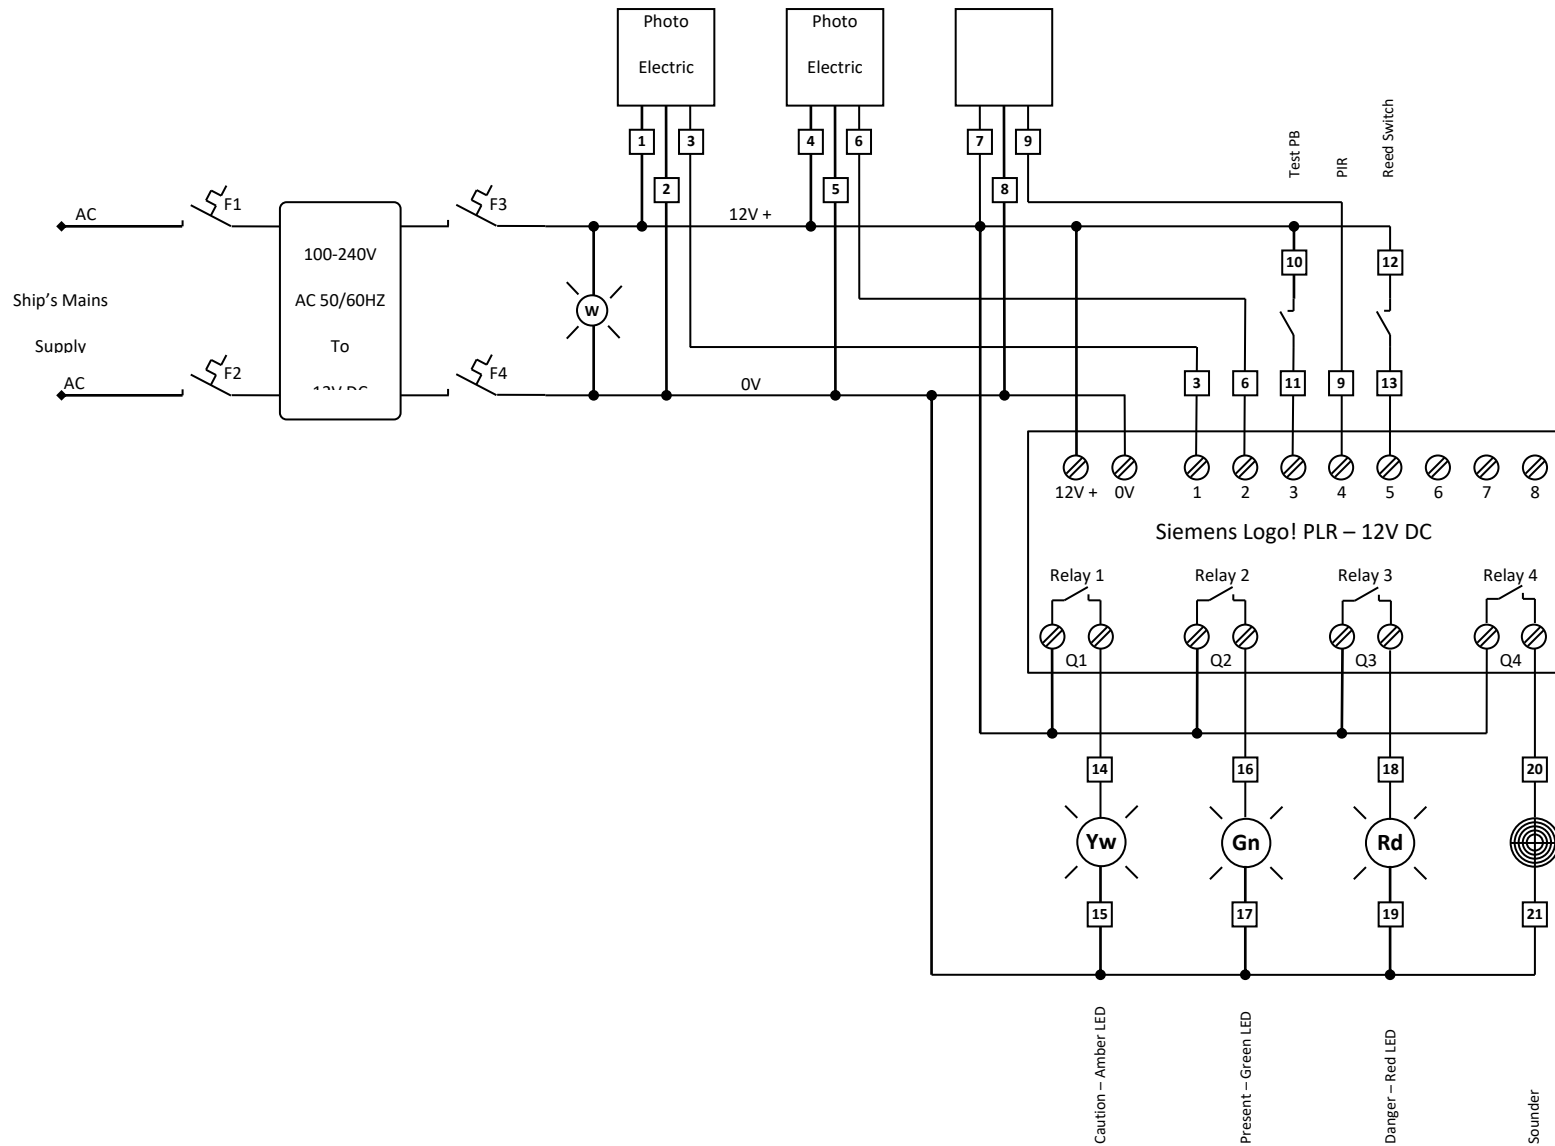 Photo
Electric
Photo
Electric
1
3
4
6
7
9
2
5
8
Test PB
PIR
Reed Switch
AC
F1
F3
12V +
100-240V
AC 50/60HZ
To
10
12
Ship's Mains
Supply
W
AC
F2
F4
0V
3
6
11
9
13
12V +
0V
1
2
3
4
5
6
7
8
Siemens Logo! PLR – 12V DC
Relay 1
Relay 2
Relay 3
Relay 4
Q1
Q2
Q3
Q4
14
16
18
20
Yw
Gn
Rd
15
17
19
21
Caution – Amber LED
Present – Green LED
Danger – Red LED
Sounder